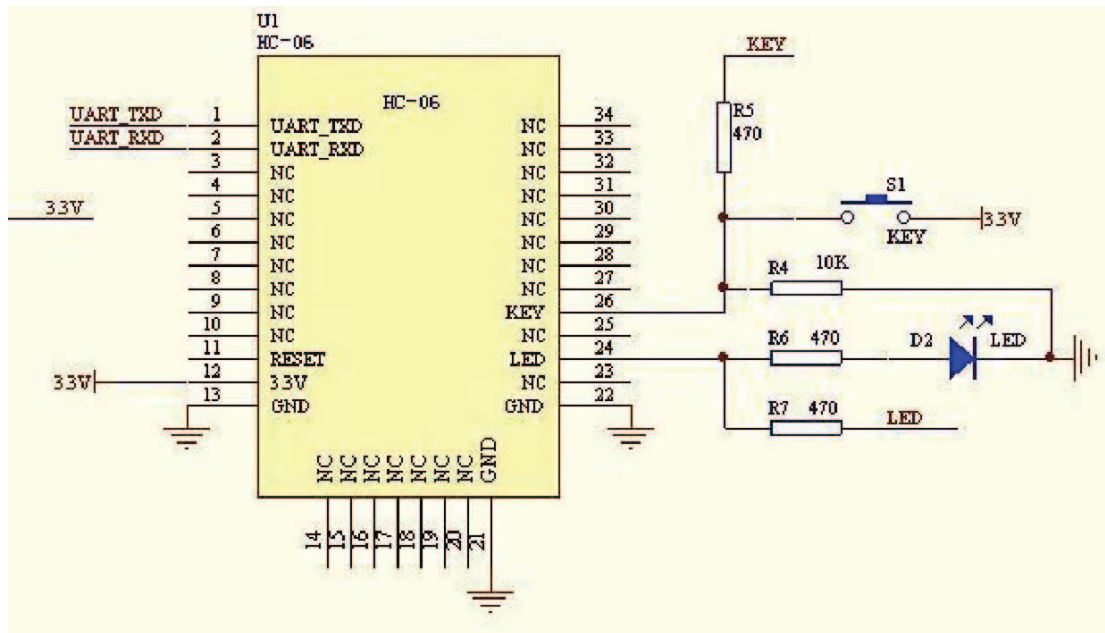 U1
HC-06
HC-06
UART_TXD 1 UART_TXD
UART_RXD 2 UART_RXD
3 NC
4 NC
5 NC
6 NC
7 NC
8 NC
9 NC
10 NC
11 RESET
33V 12 33V
13 GND
33V
NC 34
NC 33
NC 32
NC 31
NC 30
NC 29
NC 28
NC 27
KEY 26
NC 25
LED 24
NC 23
GND 22
NC NC NC NC NC NC NC GND
14 15 16 17 18 19 20 21
KEY
R5
470
S1
KEY
33V
R4 10K
R6 470
D2 LED
R7 470
LED